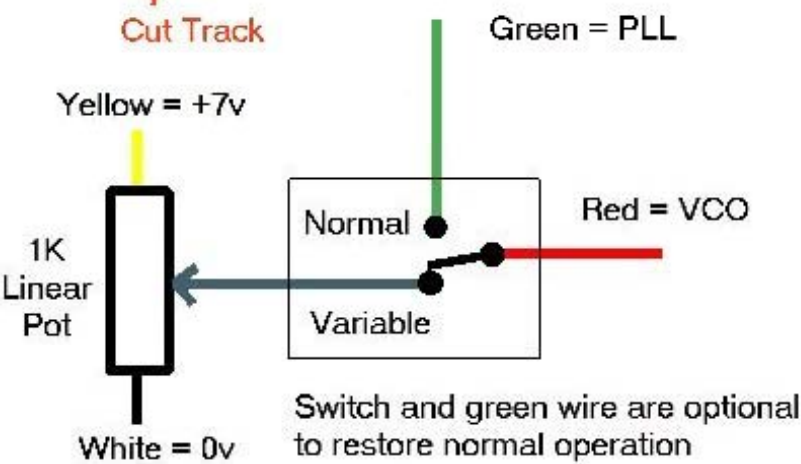 Cut Track
Green = PLL
Yellow = +7v
Normal
Red = VCO
1K
Linear
Pot
Variable
Switch and green wire are optional
to restore normal operation
White = 0v